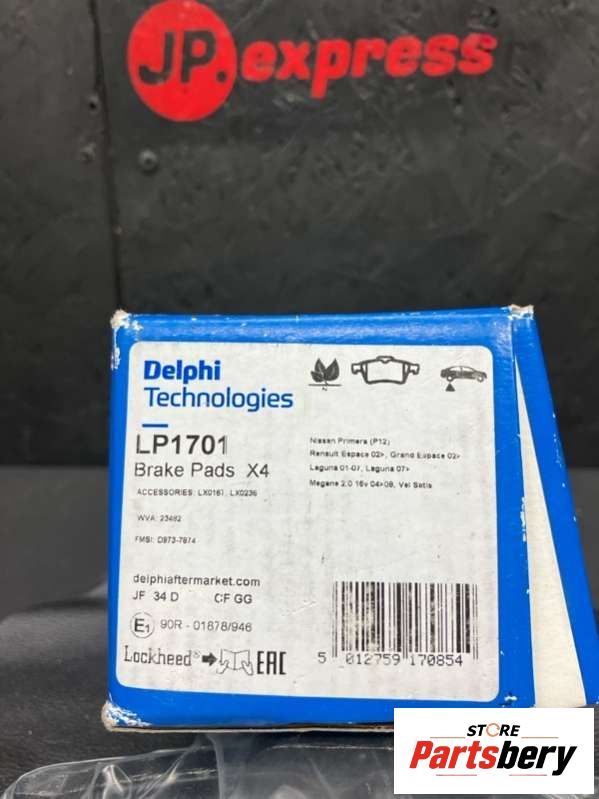 JP.express
Delphi
Technologies
LP1701
Brake Pads X4
ACCESSORIES: LX0167, LX0236
WVA: 23482
FMSI: D973-7874
Nissan Primera (P12)
Renault Espace 02>, Grand Espace 02>
Laguna 01-07, Laguna 07>
Megane 2.0 16v 04>08, Vel Satis
delphiaftermarket.com
JF 34 D CF GG
E1 90R - 01678/946
Lockheed® EAC
5 012759 170854
STORE
Partsbery